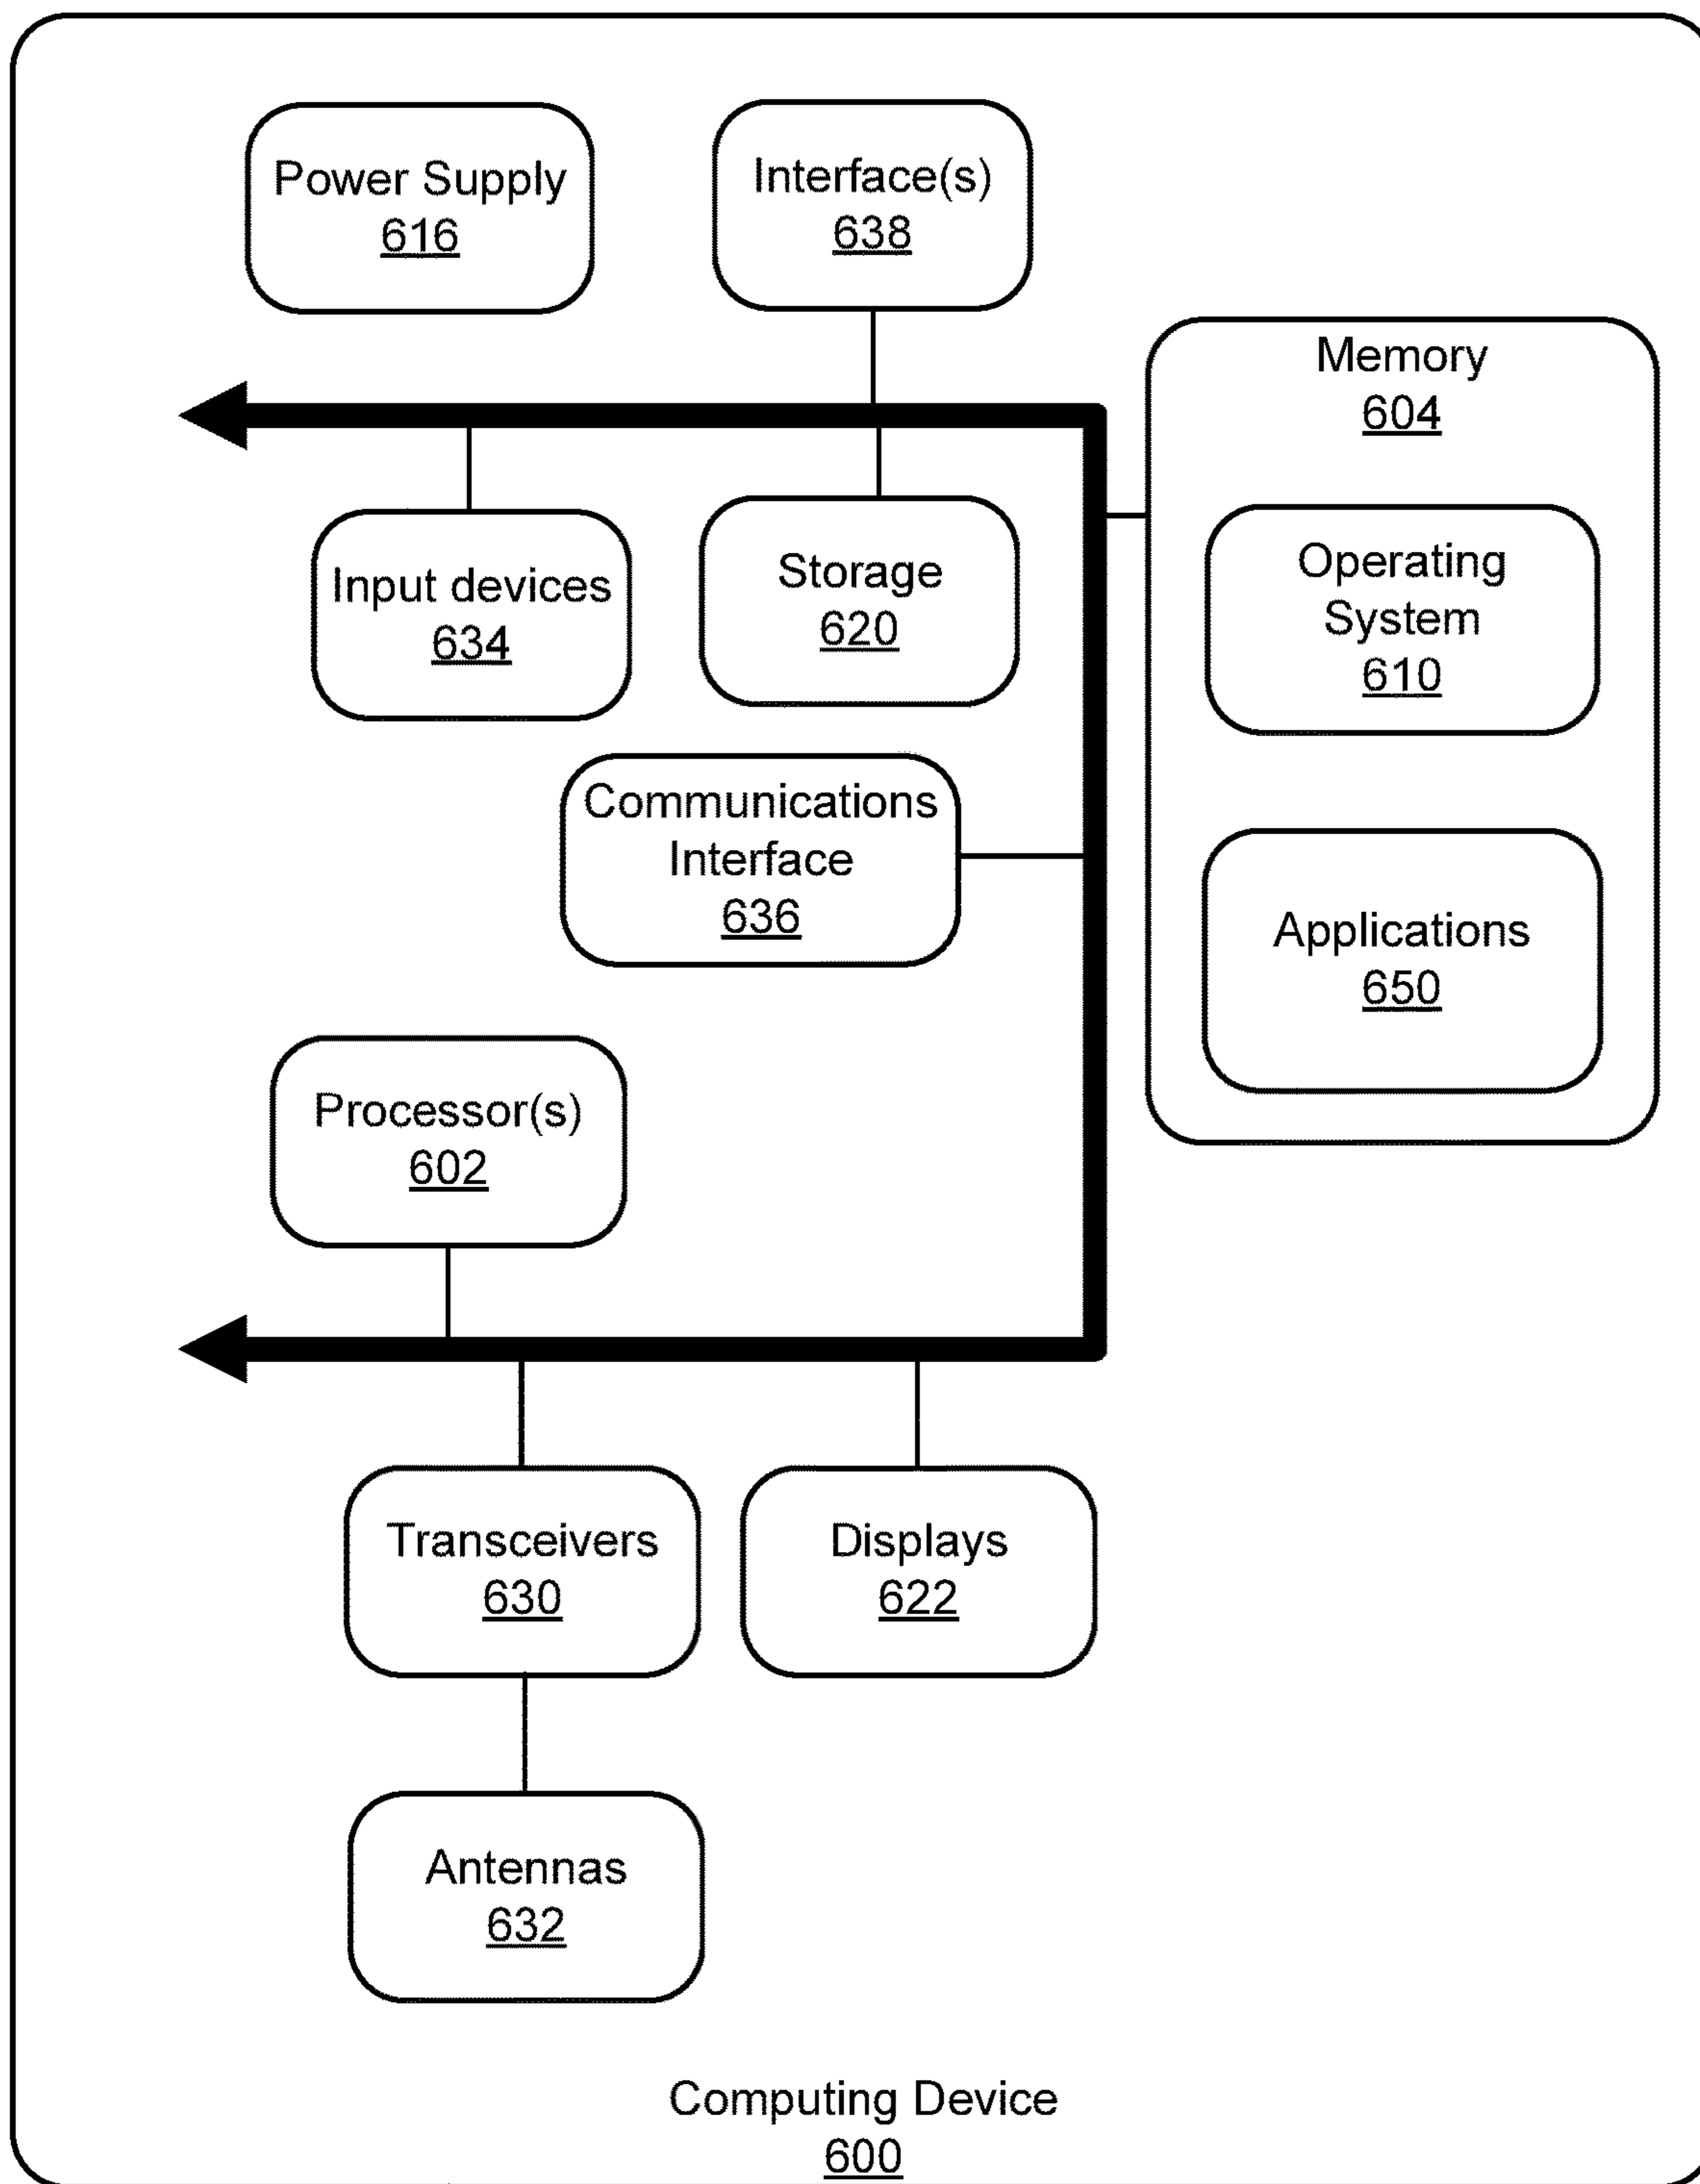 Power Supply
616
Interface(s)
638
Memory
604
Input devices
634
Storage
620
Operating
System
610
Communications
Interface
636
Applications
650
Processor(s)
602
Transceivers
630
Displays
622
Antennas
632
Computing Device
600